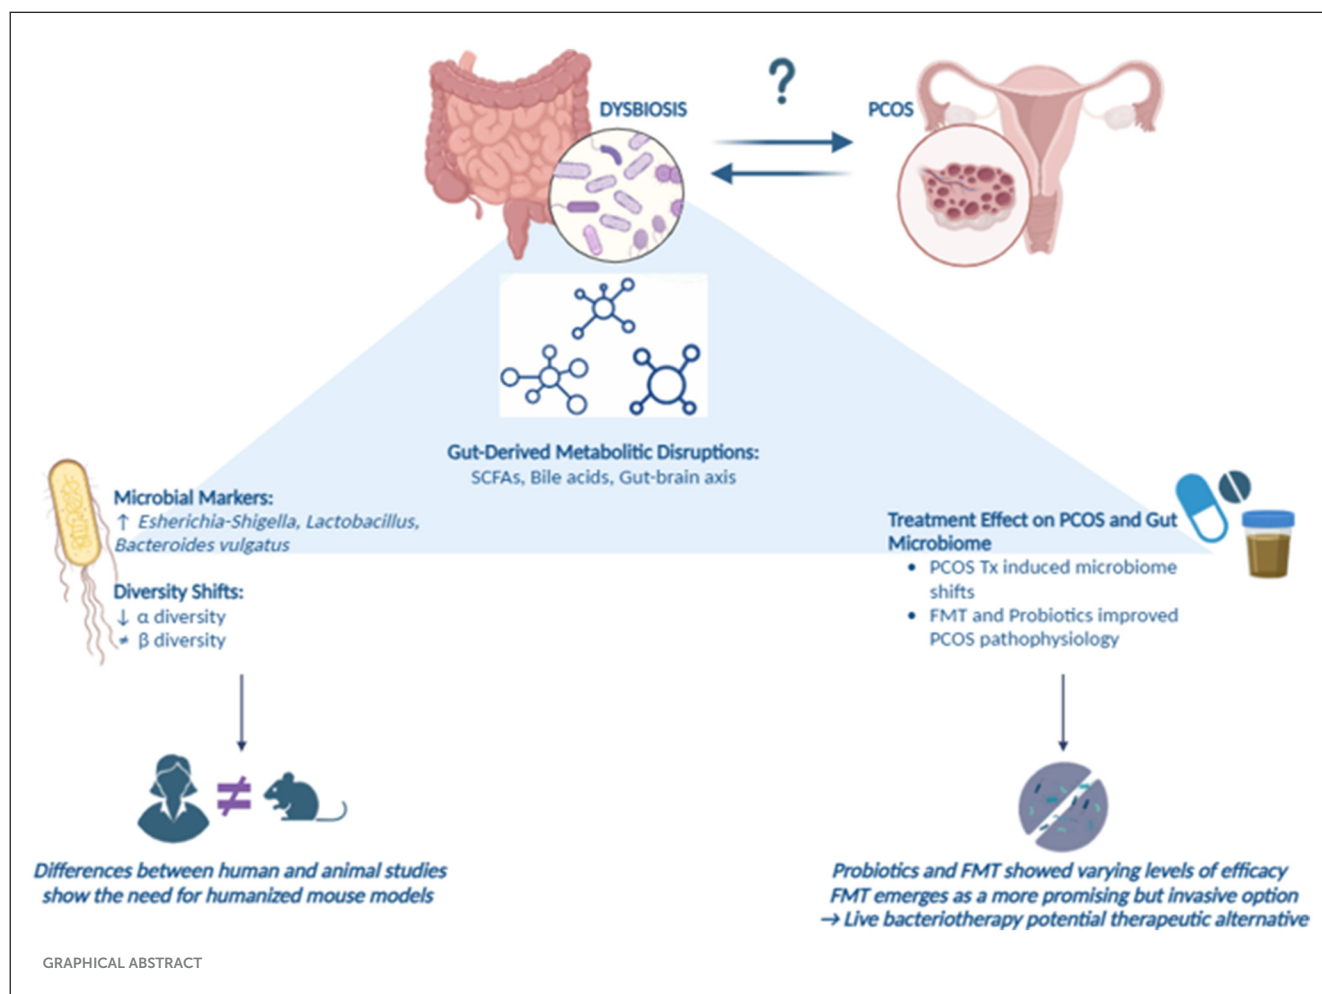 ?
DYSBIOSIS
PCOS
Gut-Derived Metabolitic Disruptions:
SCFAs, Bile acids, Gut-brain axis
Microbial Markers:
↑ Esherichia-Shigella, Lactobacillus,
Bacteroides vulgatus
Diversity Shifts:
↓ α diversity
≠ β diversity
Treatment Effect on PCOS and Gut
Microbiome
• PCOS Tx induced microbiome
shifts
• FMT and Probiotics improved
PCOS pathophysiology
≠
Differences between human and animal studies
show the need for humanized mouse models
Probiotics and FMT showed varying levels of efficacy
FMT emerges as a more promising but invasive option
→ Live bacteriotherapy potential therapeutic alternative
GRAPHICAL ABSTRACT